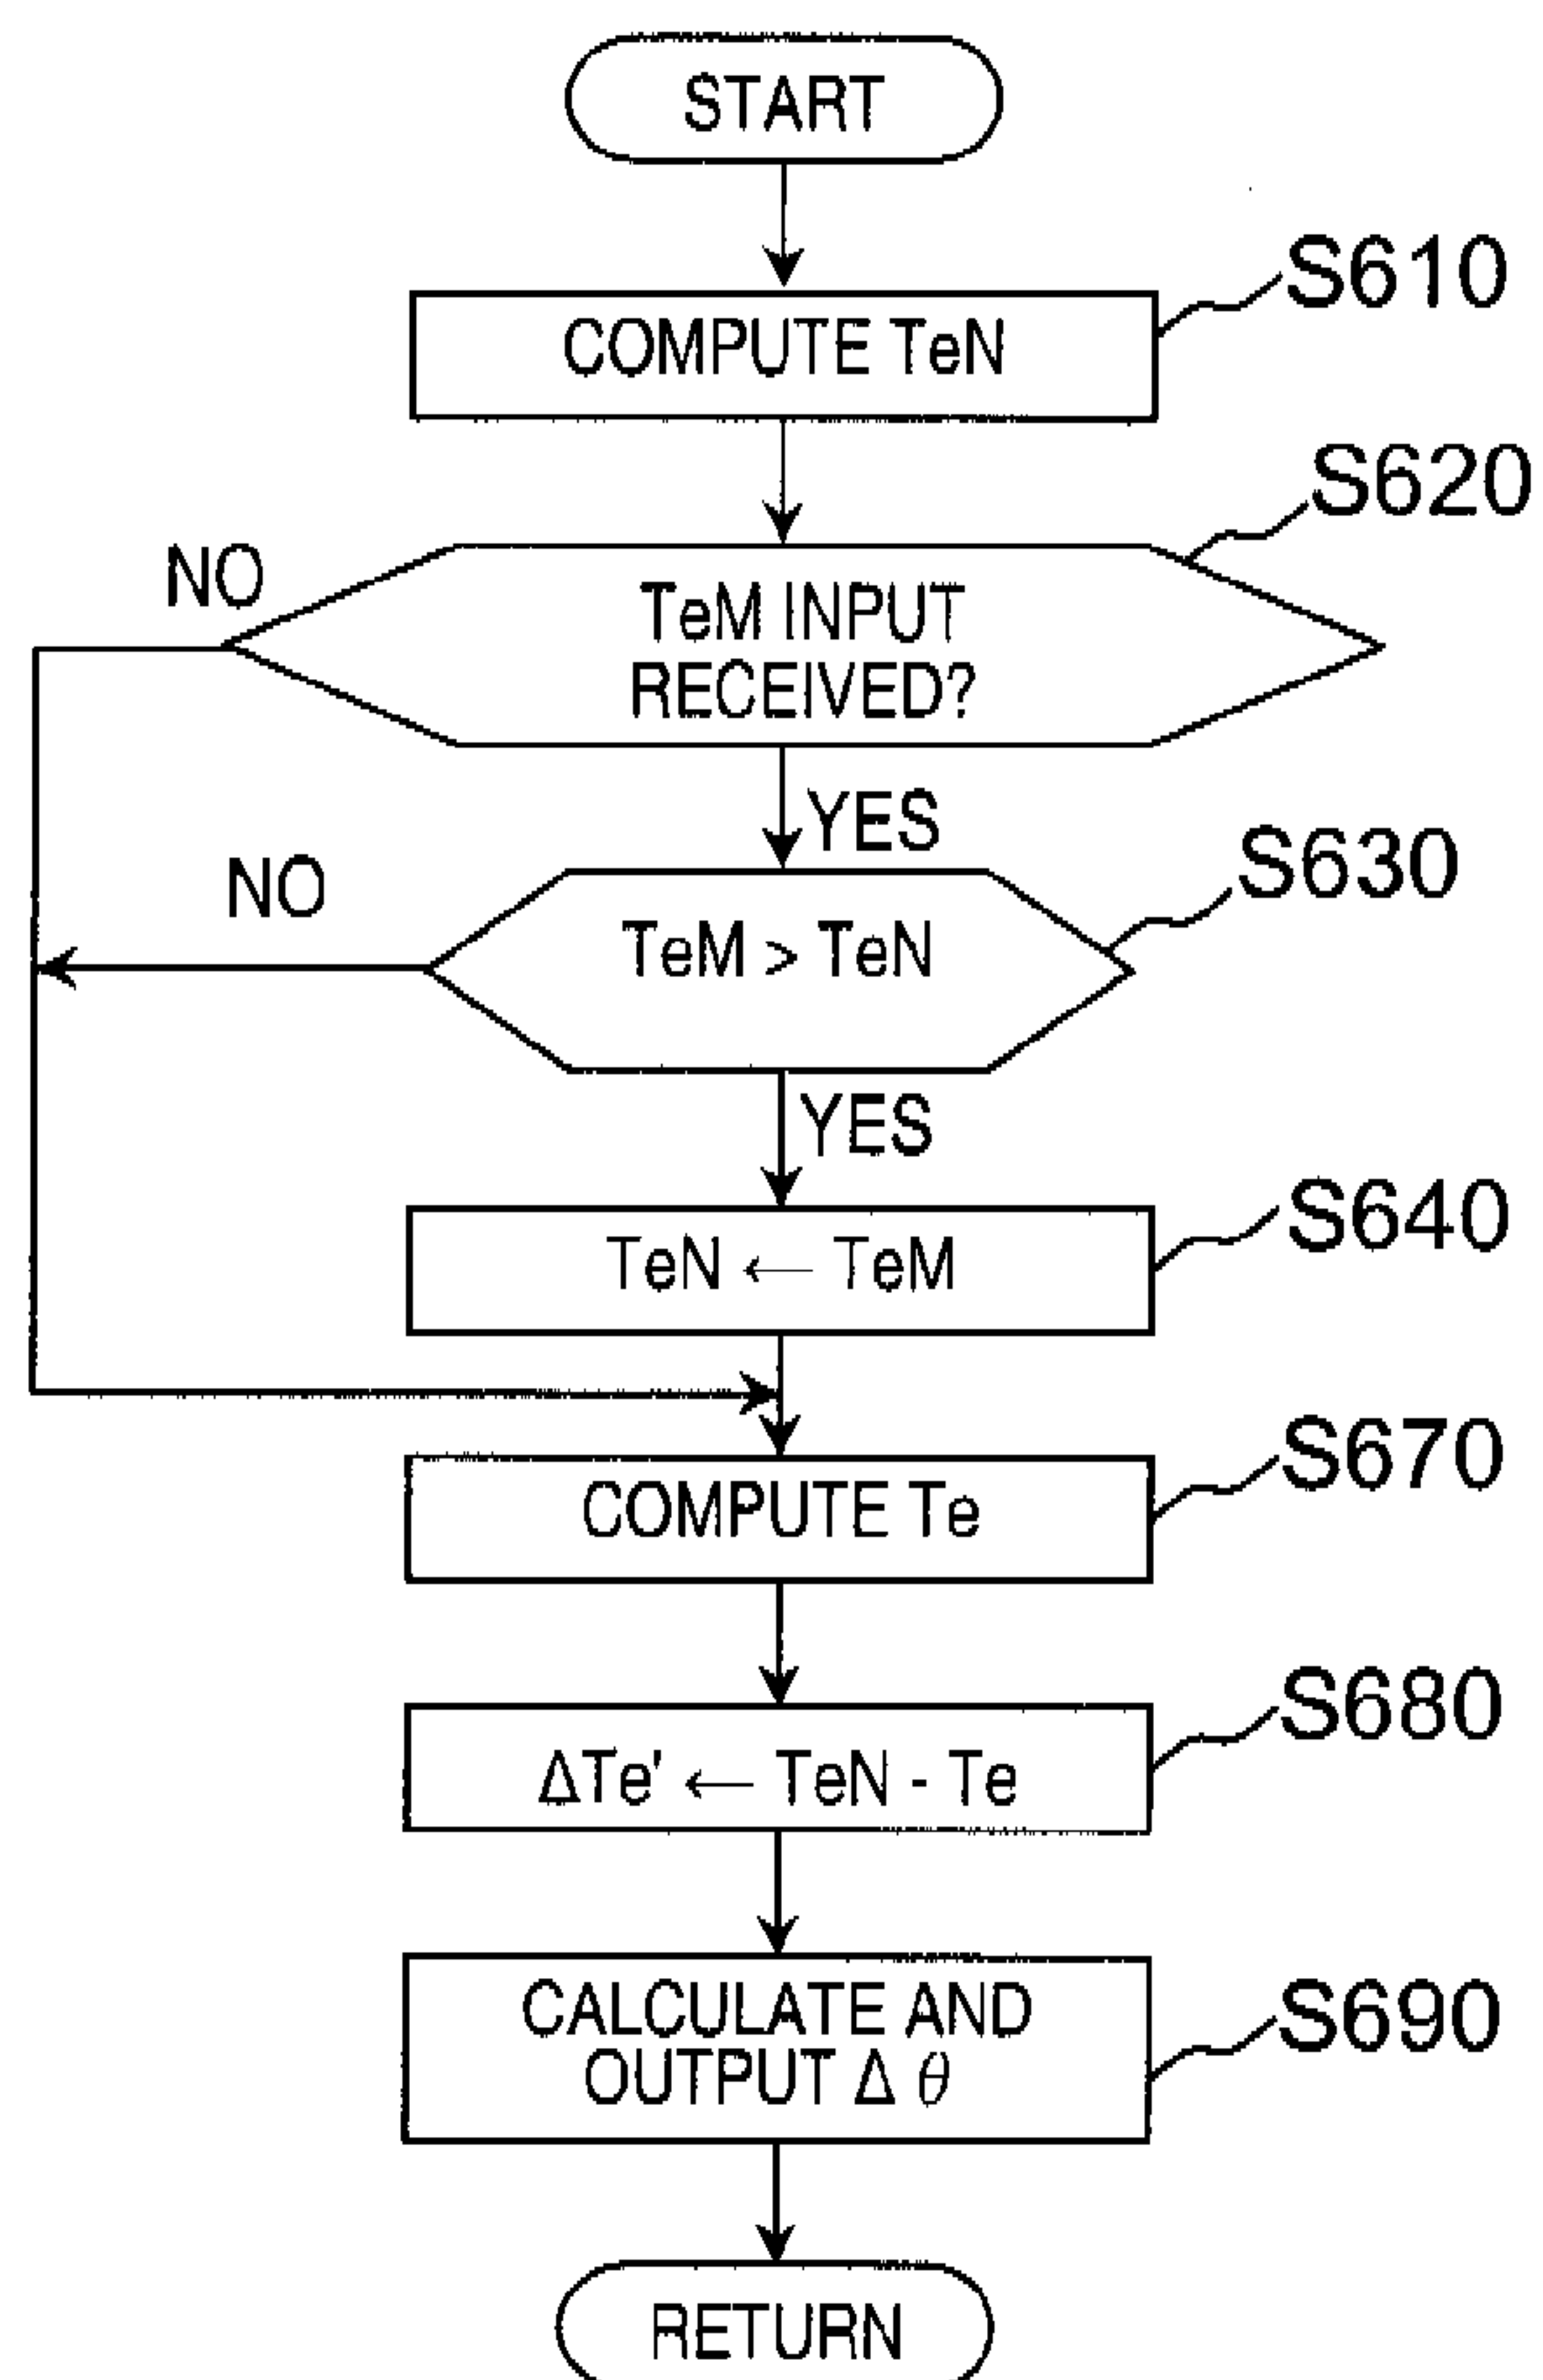 START
S610
COMPUTE TeN
S620
NO
TeM INPUT
RECEIVED?
YES
S630
NO
TeM > TeN
YES
S640
TeN ← TeM
S670
COMPUTE Te
S680
ΔTe' ← TeN - Te
S690
CALCULATE AND
OUTPUT Δ θ
RETURN